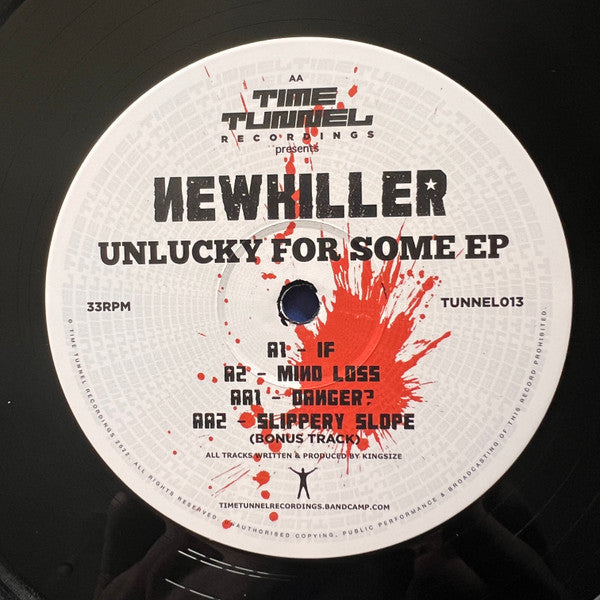 AA
TIME
TUNNEL
RECORDINGS
presents
NEWKILLER
UNLUCKY FOR SOME EP
33RPM
TUNNEL013
A1 - IF
A2 - MIND LOSS
AA1 - DANGER?
AA2 - SLIPPERY SLOPE
(BONUS TRACK)
ALL TRACKS WRITTEN & PRODUCED BY KINGSIZE
TIMETUNNELRECORDINGS.BANDCAMP.COM
© TIME TUNNEL RECORDINGS 2022. ALL RIGHTS RESERVED. UNAUTHORISED COPYING, PUBLIC PERFORMANCE & BROADCASTING OF THIS RECORD PROHIBITED.